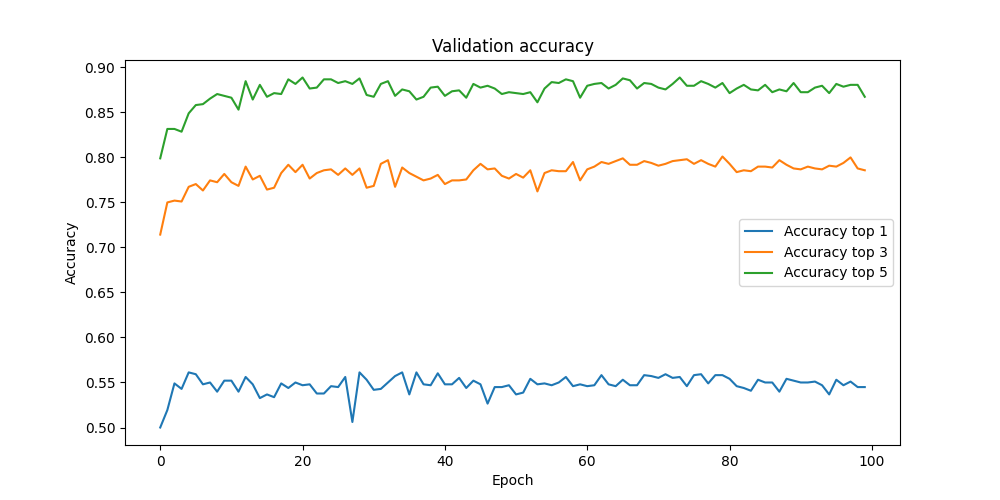 Validation accuracy
Accuracy
0.90
0.85
0.80
0.75
0.70
0.65
0.60
0.55
0.50
Accuracy top 1
Accuracy top 3
Accuracy top 5
0 20 40 60 80 100
Epoch